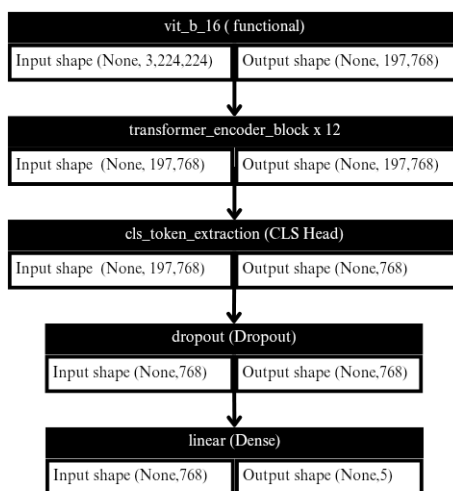 vit_b_16 ( functional)
Input shape (None, 3,224,224) Output shape (None, 197,768)
transformer_encoder_block x 12
Input shape (None, 197,768) Output shape (None, 197,768)
cls_token_extraction (CLS Head)
Input shape (None, 197,768) Output shape (None,768)
dropout (Dropout)
Input shape (None,768) Output shape (None,768)
linear (Dense)
Input shape (None,768) Output shape (None,5)